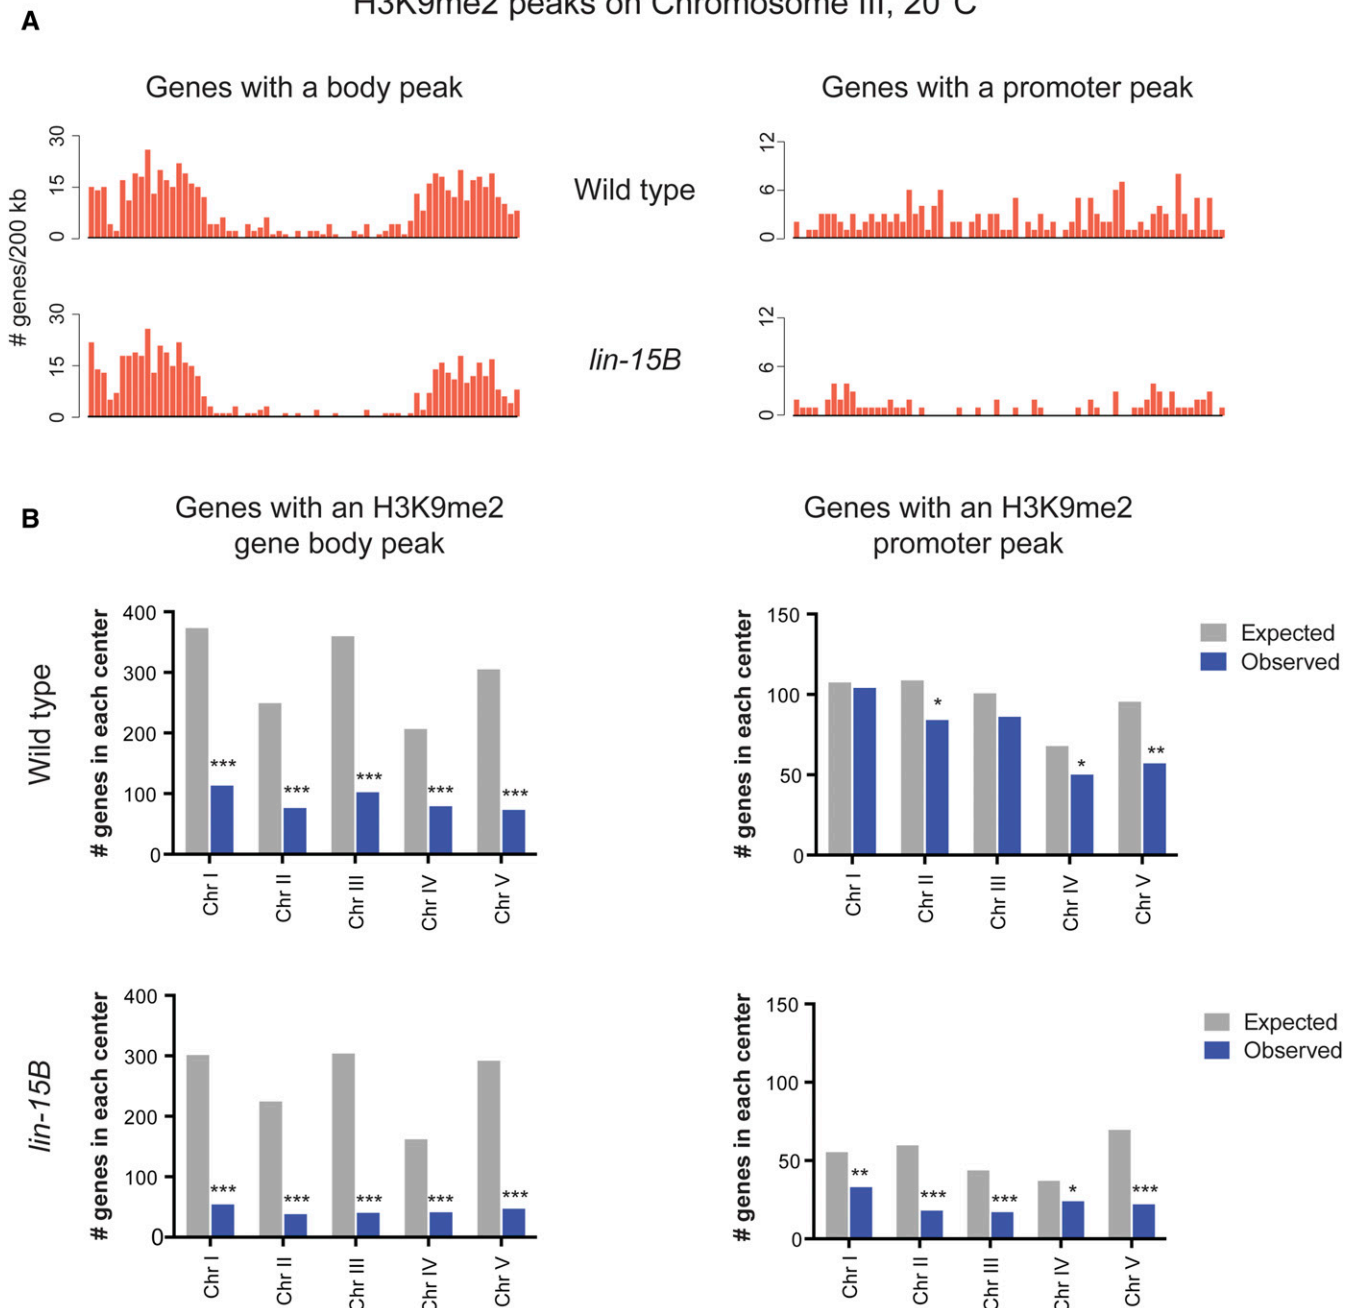 H3K9me2 peaks on Chromosome III, 20°C
A
Genes with a body peak
Genes with a promoter peak
# genes/200 kb
30
15
0
Wild type
12
6
0
30
15
0
lin-15B
12
6
0
B
Genes with an H3K9me2
gene body peak
Genes with an H3K9me2
promoter peak
Wild type
# genes in each center
400
300
200
100
0
***
***
***
***
***
Chr I
Chr II
Chr III
Chr IV
Chr V
# genes in each center
150
100
50
0
*
*
**
Chr I
Chr II
Chr III
Chr IV
Chr V
Expected
Observed
lin-15B
# genes in each center
400
300
200
100
0
***
***
***
***
***
Chr I
Chr II
Chr III
Chr IV
Chr V
# genes in each center
150
100
50
0
**
***
***
*
***
Chr I
Chr II
Chr III
Chr IV
Chr V
Expected
Observed